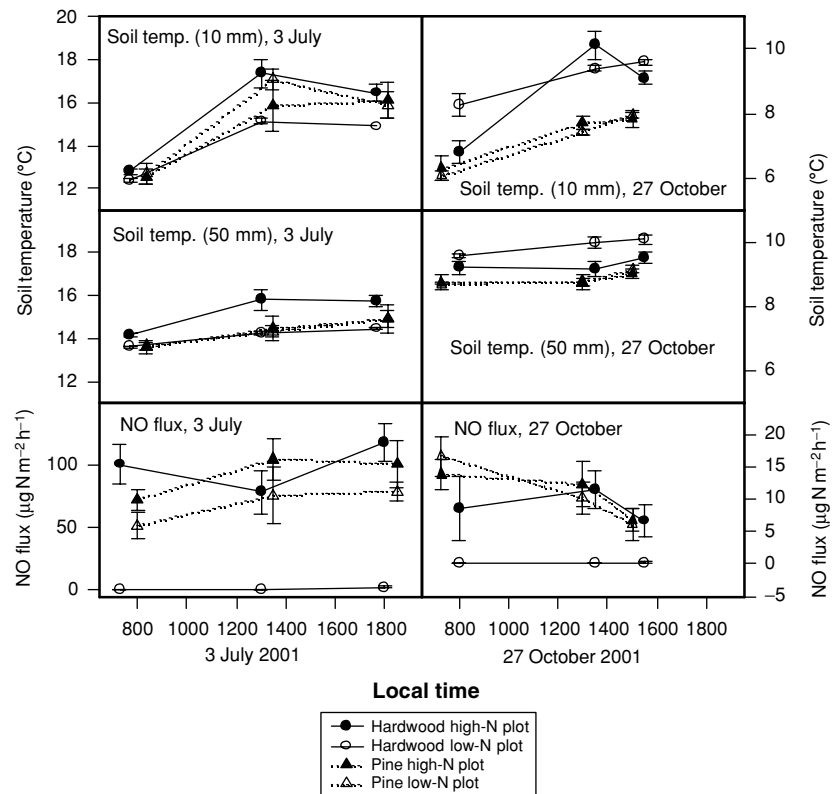 20
18
16
14
12
Soil temp. (10 mm), 3 July
Soil temp. (10 mm), 27 October
10
8
6
Soil temperature (°C)
Soil temperature (°C)
18
16
14
12
Soil temp. (50 mm), 3 July
Soil temp. (50 mm), 27 October
10
8
6
NO flux (µg N m−2 h−1)
100
50
0
NO flux, 3 July
NO flux, 27 October
20
15
10
5
0
−5
NO flux (µg N m−2 h−1)
800 1000 1200 1400 1600 1800
800 1000 1200 1400 1600 1800
3 July 2001
27 October 2001
Local time
Hardwood high-N plot
Hardwood low-N plot
Pine high-N plot
Pine low-N plot